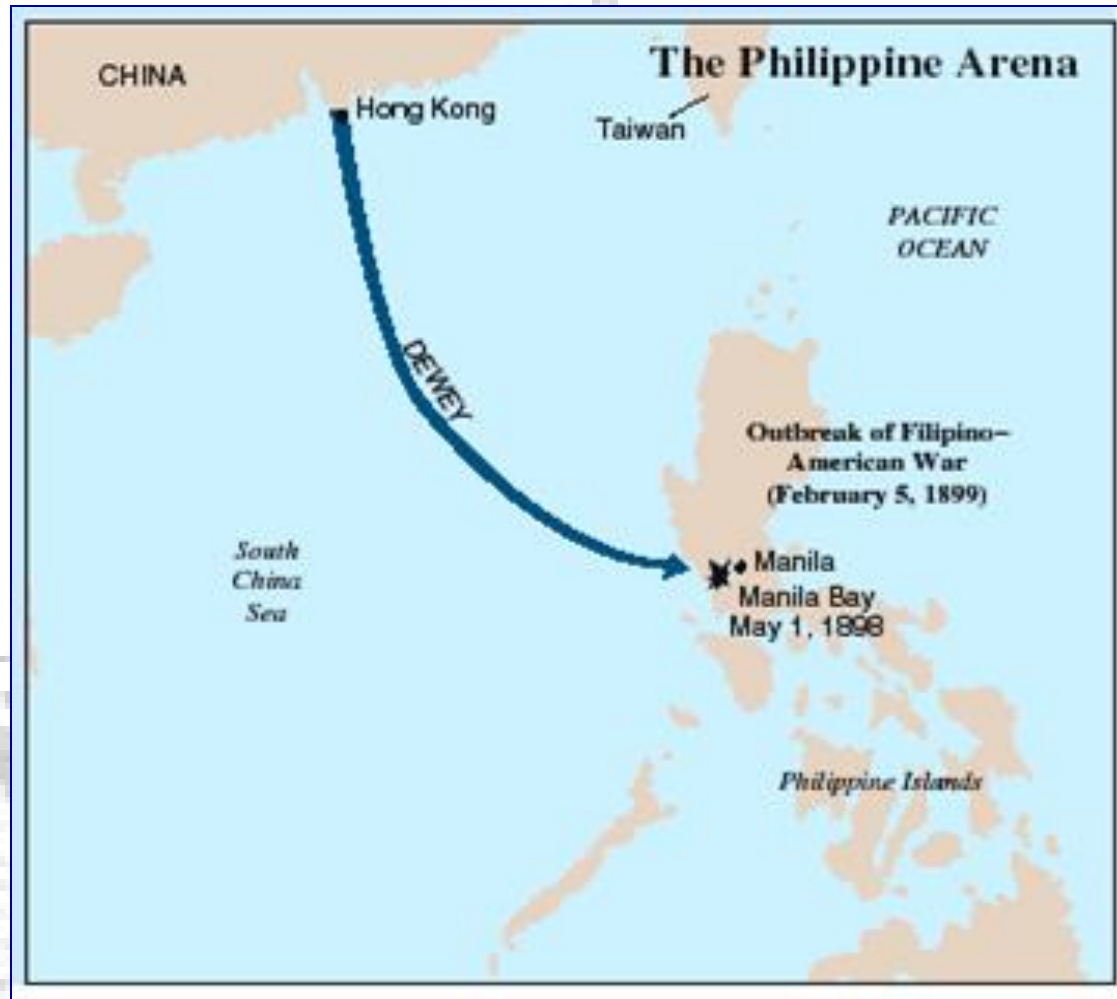 The Philippine Arena
CHINA
Hong Kong
Taiwan
PACIFIC
OCEAN
DEWEY
Outbreak of Filipino–
American War
(February 5, 1899)
South
China
Sea
Manila
Manila Bay
May 1, 1898
Philippine Islands